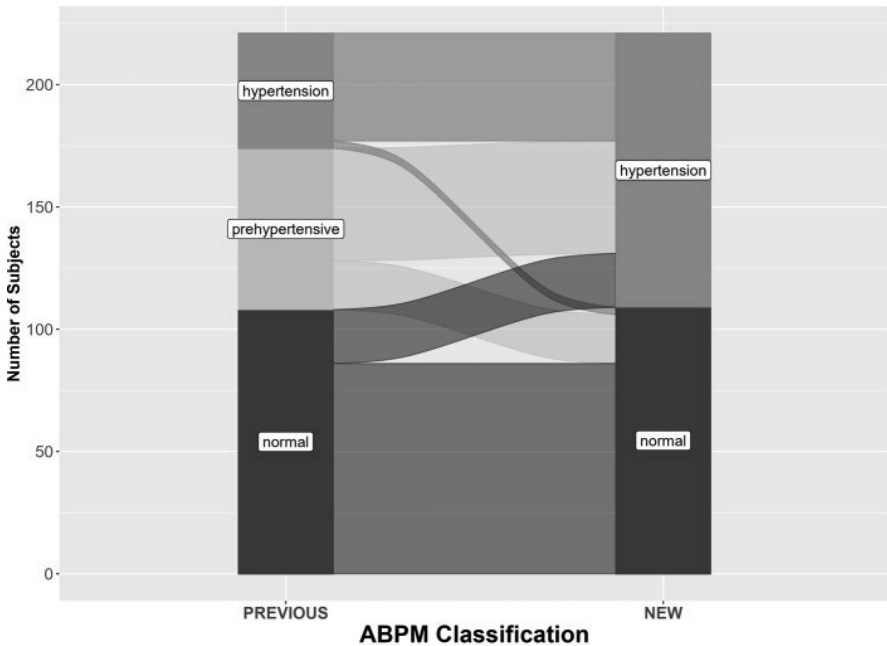 Number of Subjects
200
150
100
50
0
hypertension
prehypertensive
normal
hypertension
normal
PREVIOUS
NEW
ABPM Classification